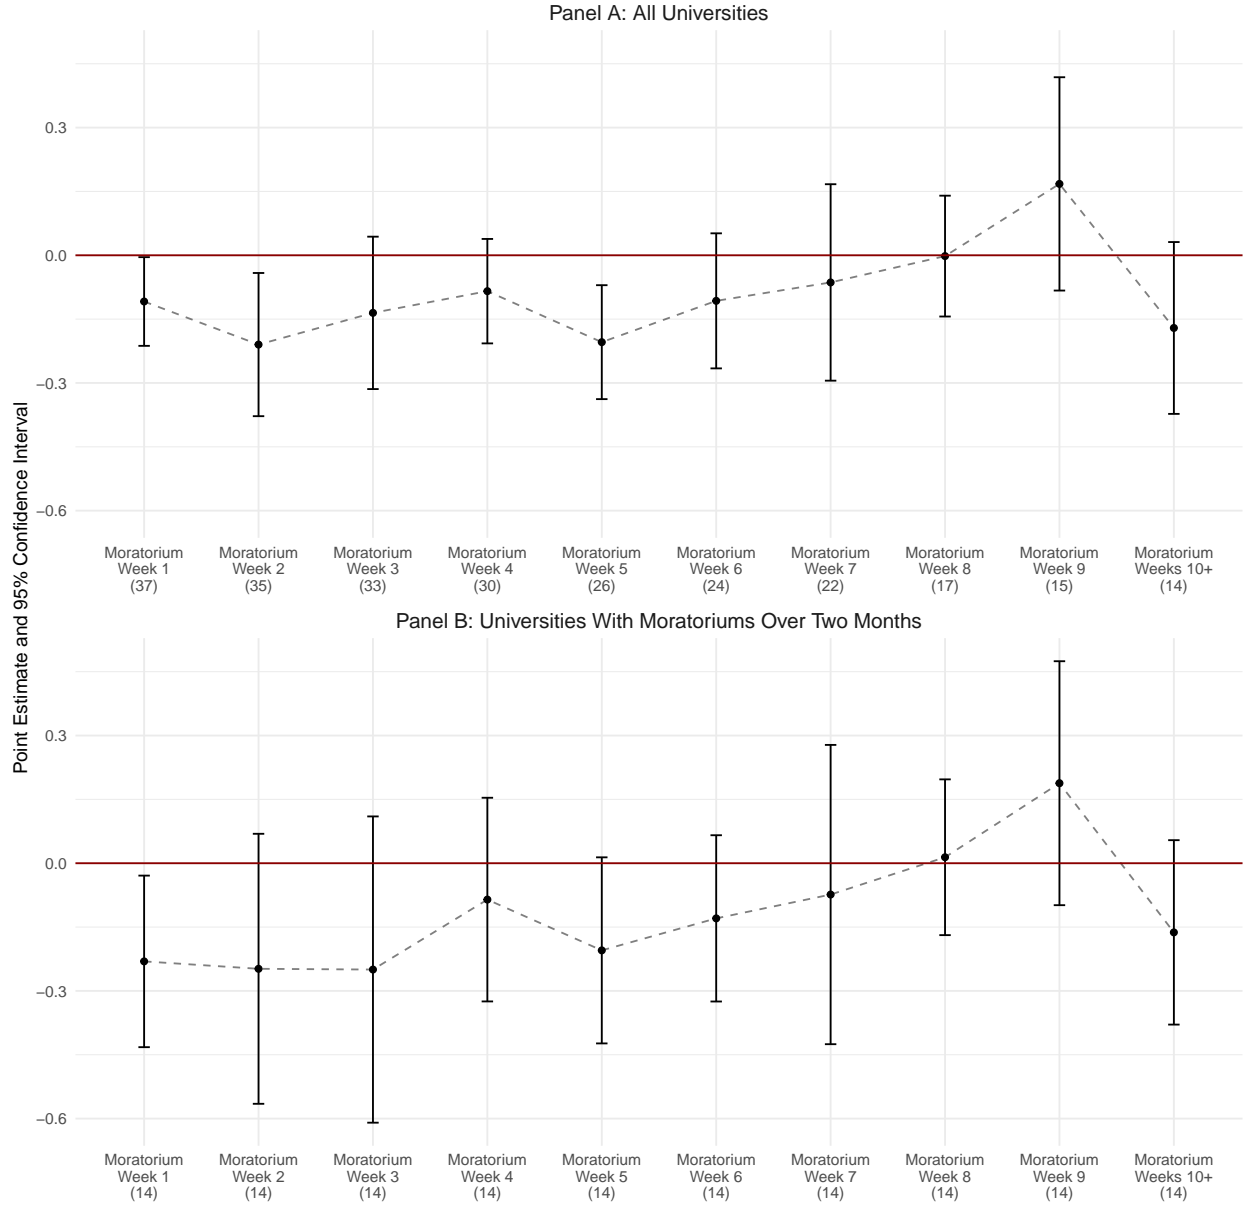 Panel A: All Universities
0.3
0.0
−0.3
−0.6
Point Estimate and 95% Confidence Interval
Moratorium Week 1 (37)
Moratorium Week 2 (35)
Moratorium Week 3 (33)
Moratorium Week 4 (30)
Moratorium Week 5 (26)
Moratorium Week 6 (24)
Moratorium Week 7 (22)
Moratorium Week 8 (17)
Moratorium Week 9 (15)
Moratorium Weeks 10+ (14)
Panel B: Universities With Moratoriums Over Two Months
0.3
0.0
−0.3
−0.6
Moratorium Week 1 (14)
Moratorium Week 2 (14)
Moratorium Week 3 (14)
Moratorium Week 4 (14)
Moratorium Week 5 (14)
Moratorium Week 6 (14)
Moratorium Week 7 (14)
Moratorium Week 8 (14)
Moratorium Week 9 (14)
Moratorium Weeks 10+ (14)